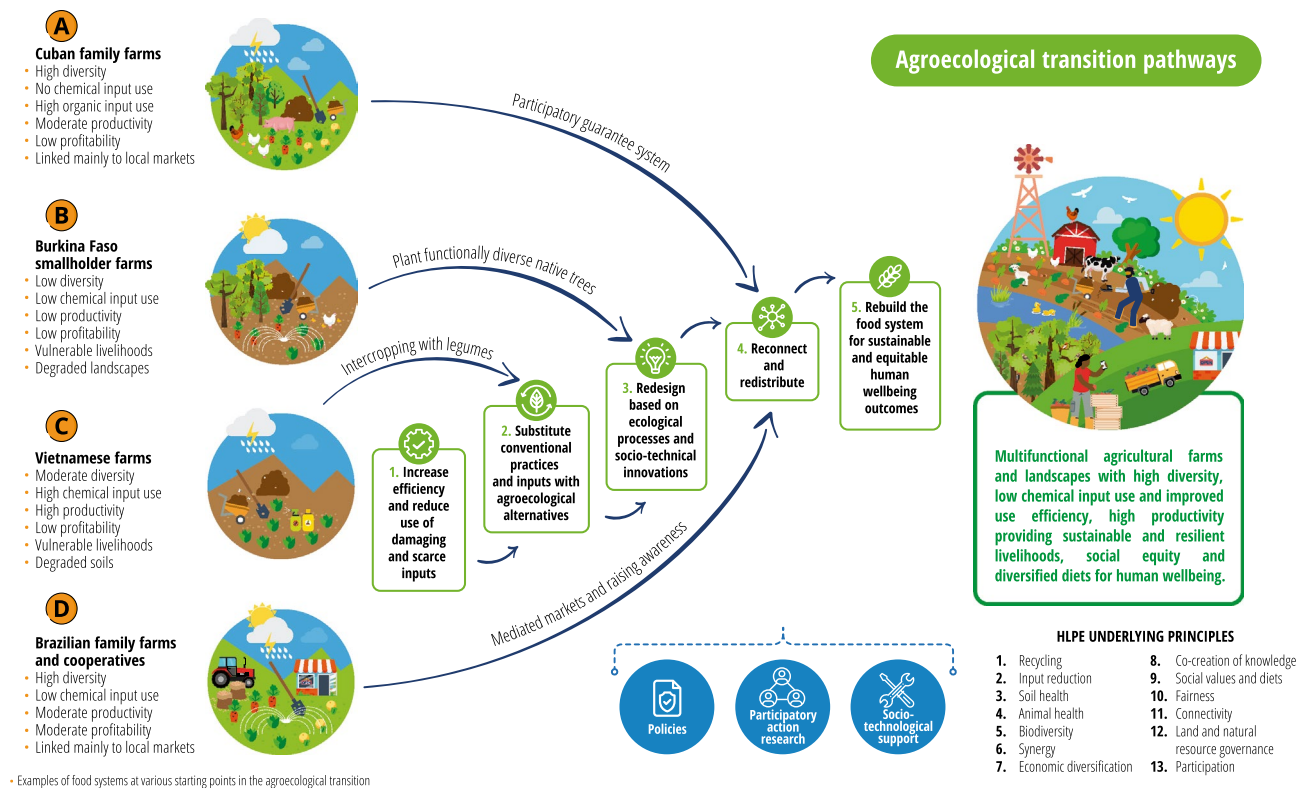 Agroecological transition pathways
A
Cuban family farms
• High diversity
• No chemical input use
• High organic input use
• Moderate productivity
• Low profitability
• Linked mainly to local markets
Participatory guarantee system
B
Burkina Faso
smallholder farms
• Low diversity
• Low chemical input use
• Low productivity
• Low profitability
• Vulnerable livelihoods
• Degraded landscapes
Plant functionally diverse native trees
C
Vietnamese farms
• Moderate diversity
• High chemical input use
• High productivity
• Low profitability
• Vulnerable livelihoods
• Degraded soils
Intercropping with legumes
D
Brazilian family farms
and cooperatives
• High diversity
• Low chemical input use
• Moderate productivity
• Moderate profitability
• Linked mainly to local markets
Mediated markets and raising awareness
• Examples of food systems at various starting points in the agroecological transition
1. Increase
efficiency
and reduce
use of
damaging
and scarce
inputs
2. Substitute
conventional
practices
and inputs with
agroecological
alternatives
3. Redesign
based on
ecological
processes and
socio-technical
innovations
4. Reconnect
and
redistribute
5. Rebuild the
food system
for sustainable
and equitable
human
wellbeing
outcomes
Multifunctional agricultural farms
and landscapes with high diversity,
low chemical input use and improved
use efficiency, high productivity
providing sustainable and resilient
livelihoods, social equity and
diversified diets for human wellbeing.
Policies
Participatory
action
research
Socio-
technological
support
HLPE UNDERLYING PRINCIPLES
1. Recycling
2. Input reduction
3. Soil health
4. Animal health
5. Biodiversity
6. Synergy
7. Economic diversification
8. Co-creation of knowledge
9. Social values and diets
10. Fairness
11. Connectivity
12. Land and natural
resource governance
13. Participation